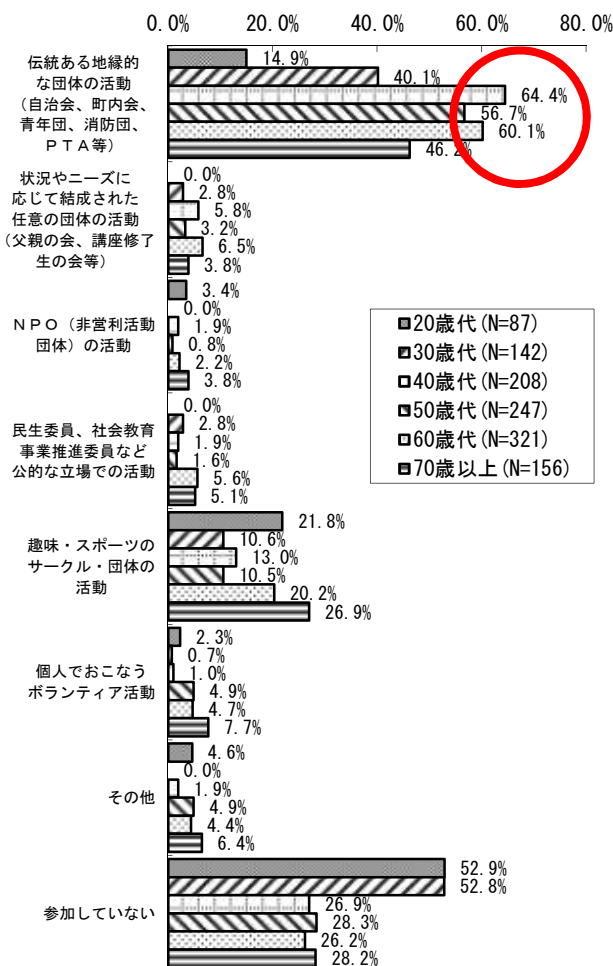 0.0% 20.0% 40.0% 60.0% 80.0%
伝統ある地縁的
な団体の活動
（自治会、町内会、
青年団、消防団、
ＰＴＡ等）
14.9%
40.1%
64.4%
56.7%
60.1%
46.2%
状況やニーズに
応じて結成された
任意の団体の活動
（父親の会、講座修了
生の会等）
0.0%
2.8%
5.8%
3.2%
6.5%
3.8%
ＮＰＯ（非営利活動
団体）の活動
3.4%
0.0%
1.9%
0.8%
2.2%
3.8%
民生委員、社会教育
事業推進委員など
公的な立場での活動
0.0%
2.8%
1.9%
1.6%
5.6%
5.1%
趣味・スポーツの
サークル・団体の
活動
21.8%
10.6%
13.0%
10.5%
20.2%
26.9%
個人でおこなう
ボランティア活動
2.3%
0.7%
1.0%
4.9%
4.7%
7.7%
その他
4.6%
0.0%
1.9%
4.9%
4.4%
6.4%
参加していない
52.9%
52.8%
26.9%
28.3%
26.2%
28.2%
20歳代(N=87)
30歳代(N=142)
40歳代(N=208)
50歳代(N=247)
60歳代(N=321)
70歳以上(N=156)